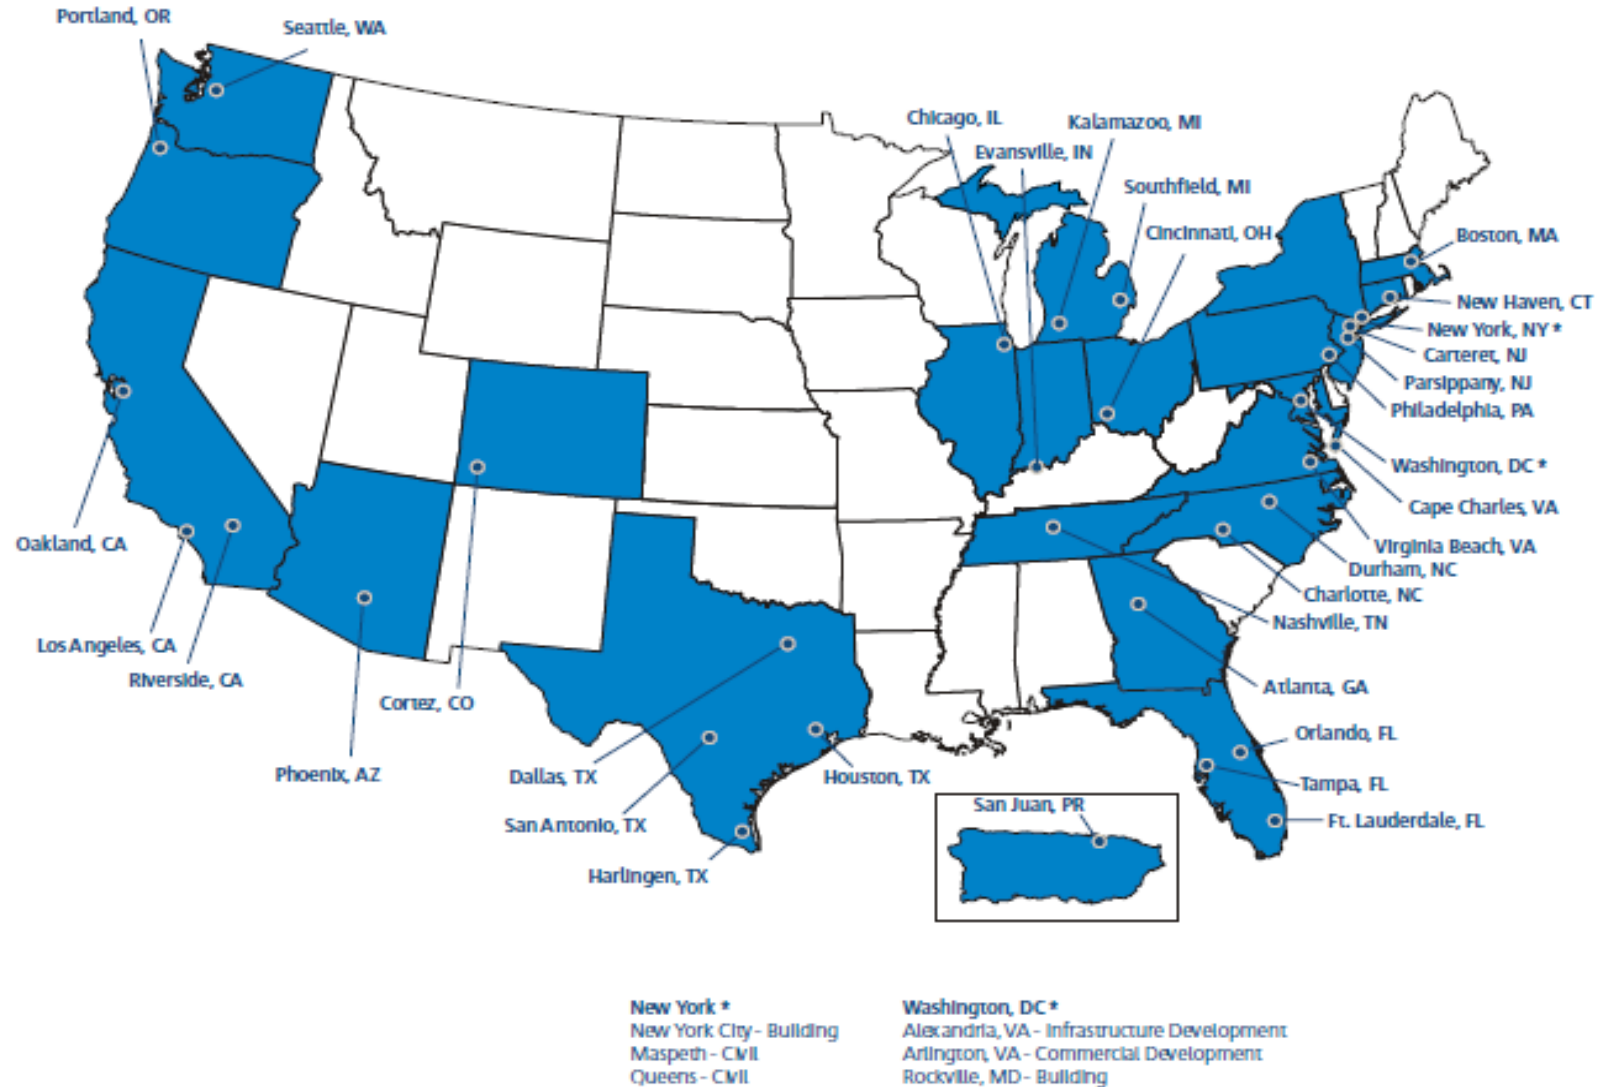 Portland, OR
Seattle, WA
Chicago, IL
Kalamazoo, MI
Evansville, IN
Southfield, MI
Cincinnati, OH
Boston, MA
New Haven, CT
New York, NY *
Carteret, NJ
Parsippany, NJ
Philadelphia, PA
Washington, DC *
Cape Charles, VA
Virginia Beach, VA
Durham, NC
Charlotte, NC
Nashville, TN
Oakland, CA
Los Angeles, CA
Riverside, CA
Cortez, CO
Atlanta, GA
Orlando, FL
Phoenix, AZ
Dallas, TX
Houston, TX
Tampa, FL
San Juan, PR
San Antonio, TX
Ft. Lauderdale, FL
Harlingen, TX
New York *
New York City - Building
Maspeth - Civil
Queens - Civil
Washington, DC *
Alexandria, VA - Infrastructure Development
Arlington, VA - Commercial Development
Rockville, MD - Building